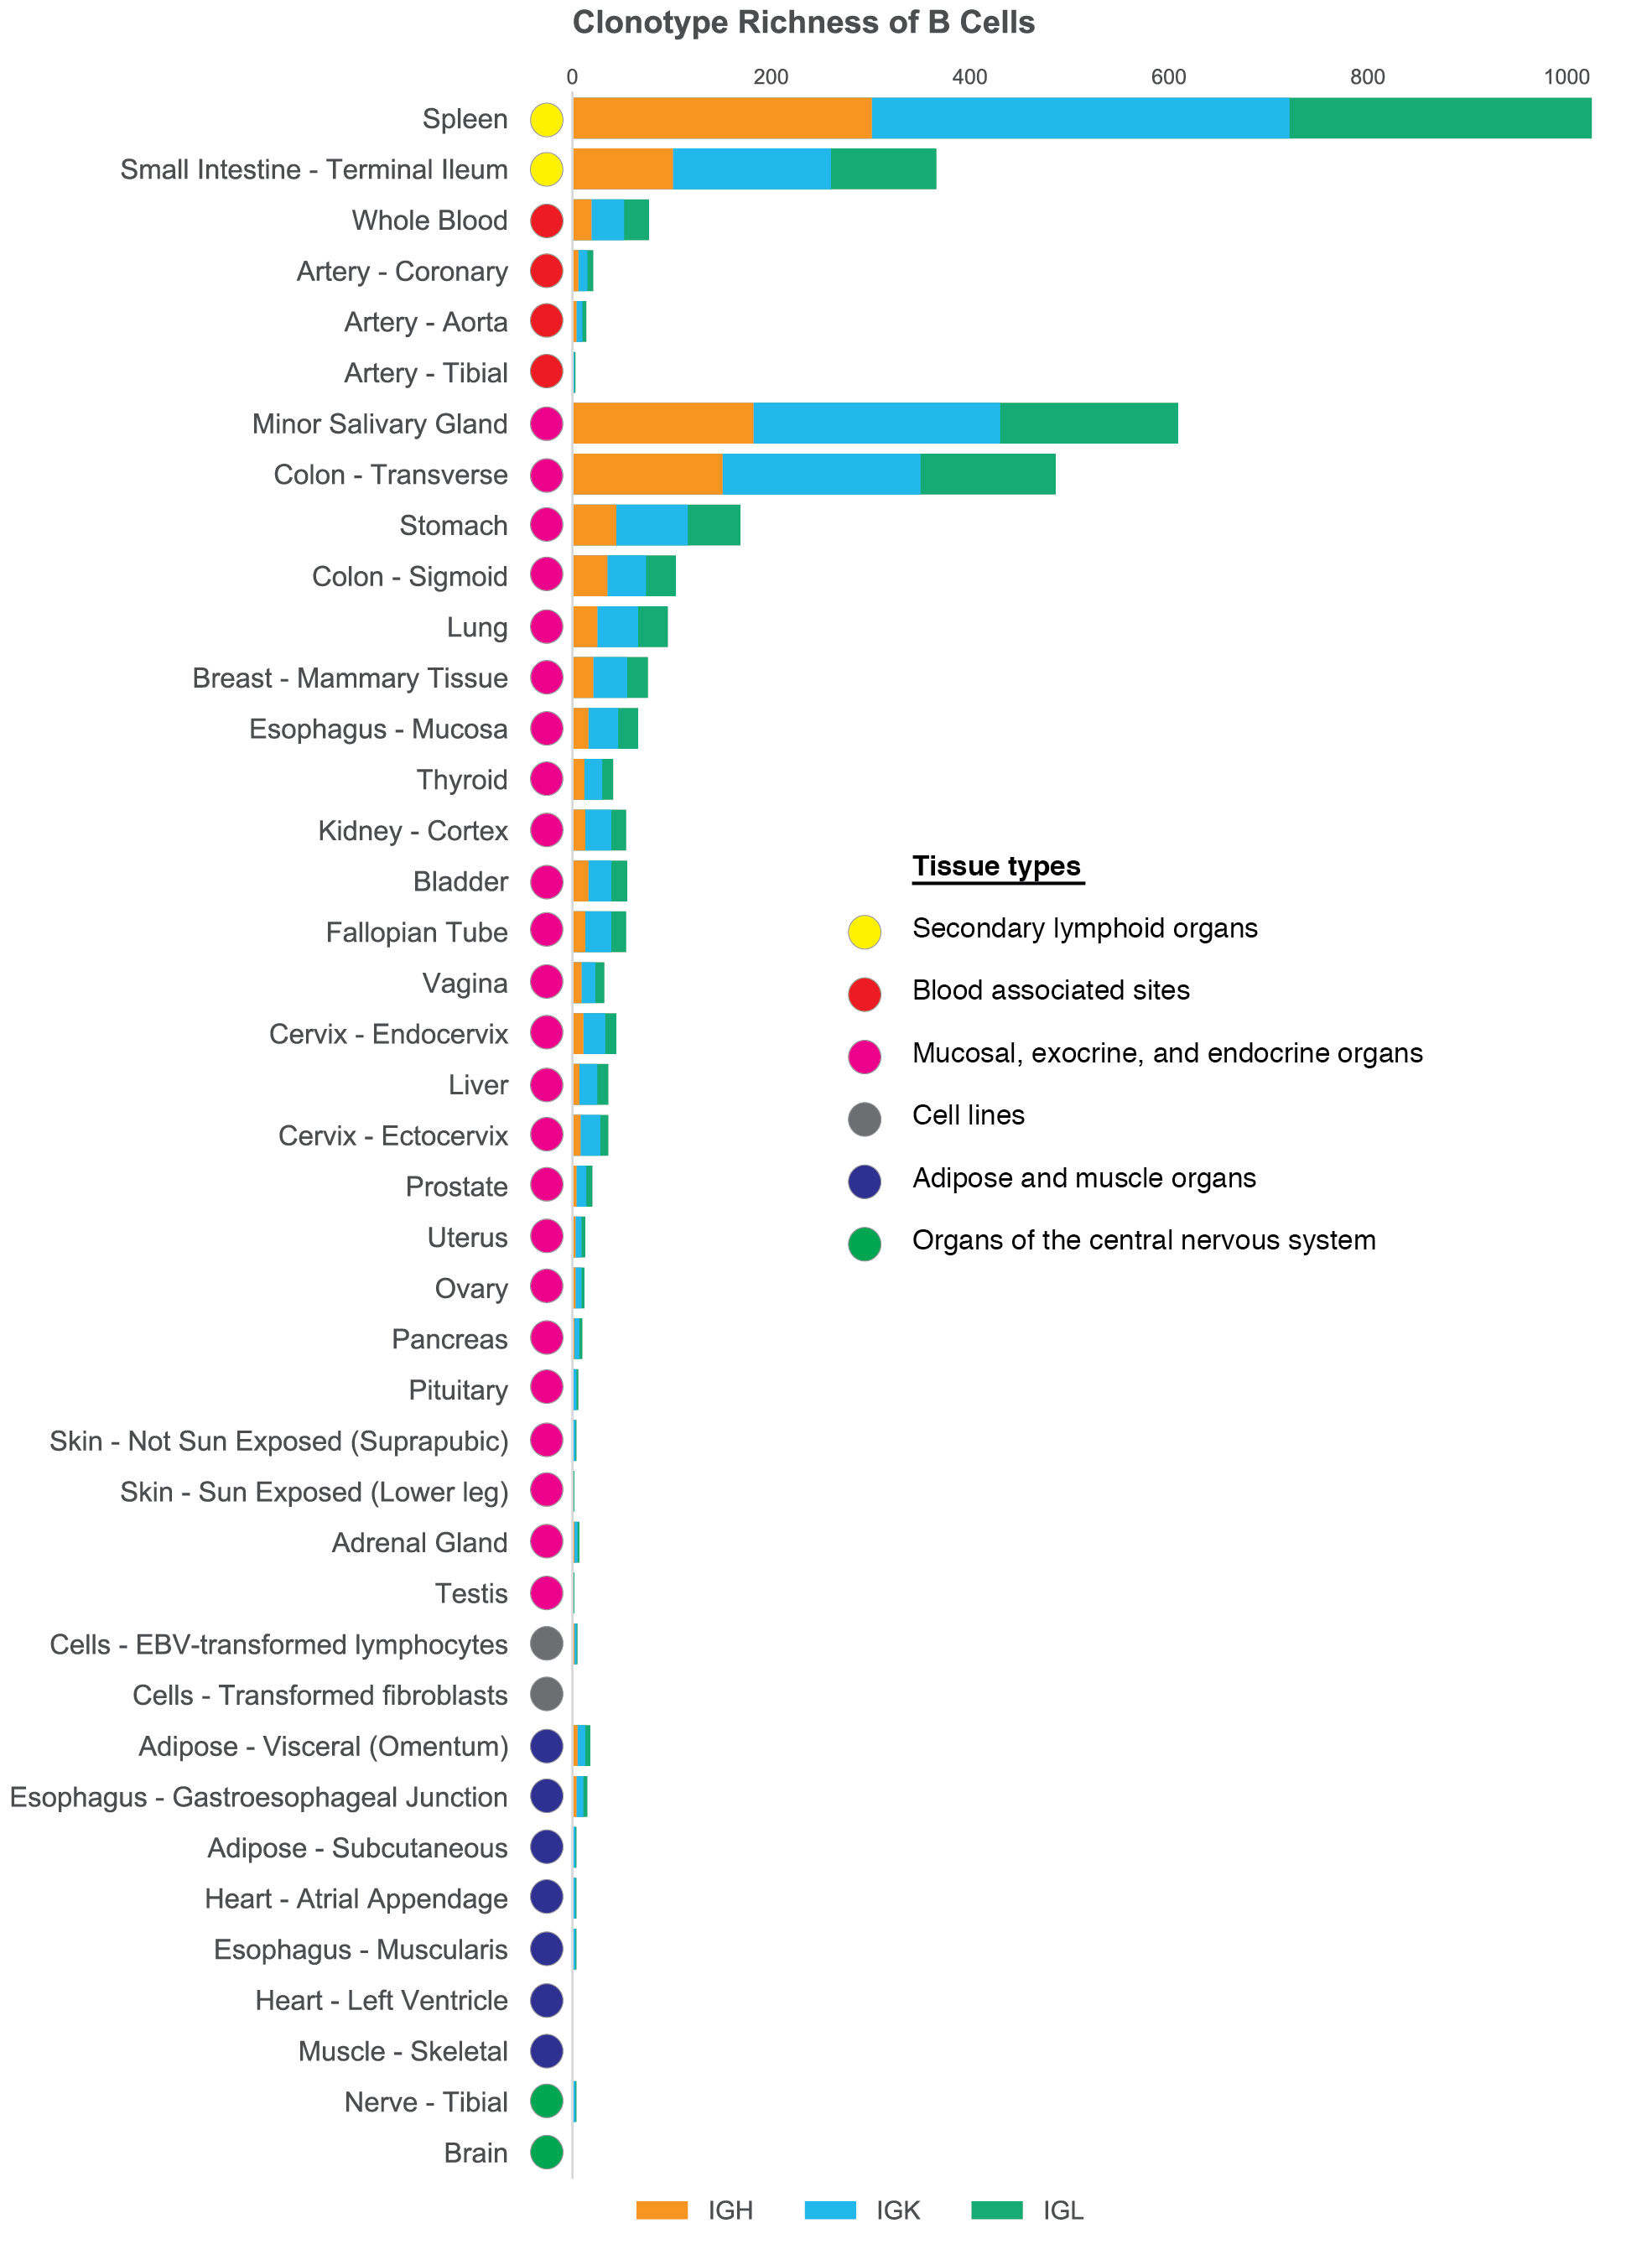 Clonotype Richness of B Cells
0 200 400 600 800 1000
Spleen
Small Intestine - Terminal Ileum
Whole Blood
Artery - Coronary
Artery - Aorta
Artery - Tibial
Minor Salivary Gland
Colon - Transverse
Stomach
Colon - Sigmoid
Lung
Breast - Mammary Tissue
Esophagus - Mucosa
Thyroid
Kidney - Cortex
Bladder
Fallopian Tube
Vagina
Cervix - Endocervix
Liver
Cervix - Ectocervix
Prostate
Uterus
Ovary
Pancreas
Pituitary
Skin - Not Sun Exposed (Suprapubic)
Skin - Sun Exposed (Lower leg)
Adrenal Gland
Testis
Cells - EBV-transformed lymphocytes
Cells - Transformed fibroblasts
Adipose - Visceral (Omentum)
Esophagus - Gastroesophageal Junction
Adipose - Subcutaneous
Heart - Atrial Appendage
Esophagus - Muscularis
Heart - Left Ventricle
Muscle - Skeletal
Nerve - Tibial
Brain
Tissue types
Secondary lymphoid organs
Blood associated sites
Mucosal, exocrine, and endocrine organs
Cell lines
Adipose and muscle organs
Organs of the central nervous system
IGH IGK IGL